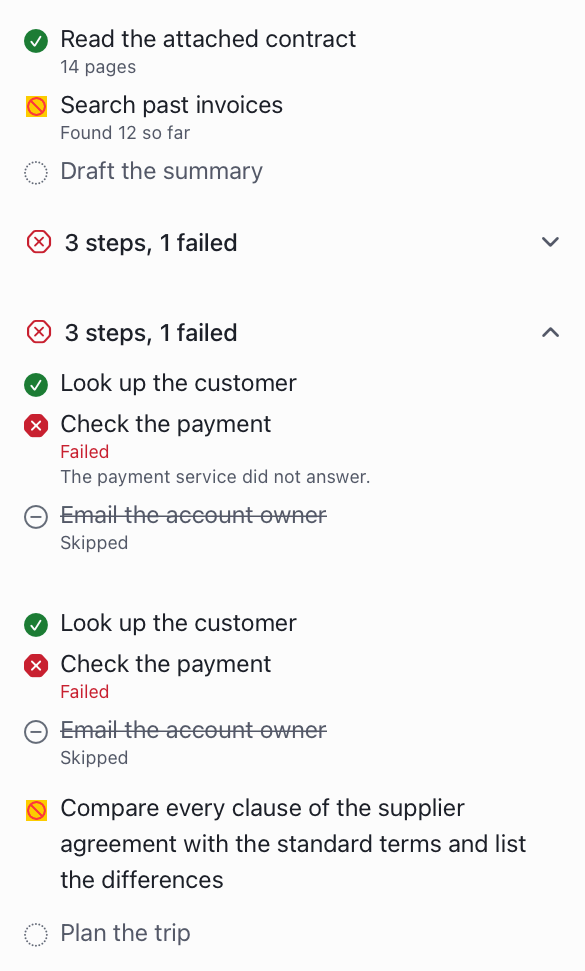 Read the attached contract
14 pages
Search past invoices
Found 12 so far
Draft the summary
3 steps, 1 failed
3 steps, 1 failed
Look up the customer
Check the payment
Failed
The payment service did not answer.
Email the account owner
Skipped
Look up the customer
Check the payment
Failed
Email the account owner
Skipped
Compare every clause of the supplier
agreement with the standard terms and list
the differences
Plan the trip